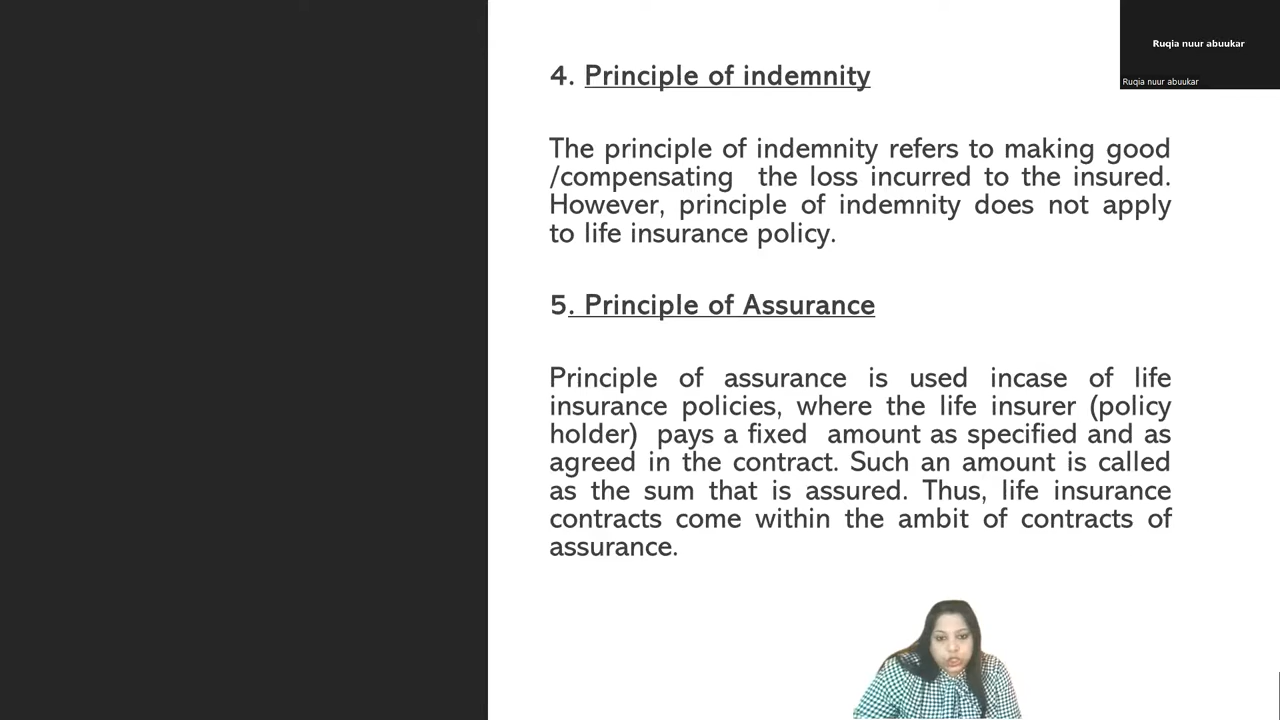 Ruqia nuur abuukar
Ruqia nuur abuukar
4. Principle of indemnity
The principle of indemnity refers to making good
/compensating the loss incurred to the insured.
However, principle of indemnity does not apply
to life insurance policy.
5. Principle of Assurance
Principle of assurance is used incase of life
insurance policies, where the life insurer (policy
holder) pays a fixed amount as specified and as
agreed in the contract. Such an amount is called
as the sum that is assured. Thus, life insurance
contracts come within the ambit of contracts of
assurance.